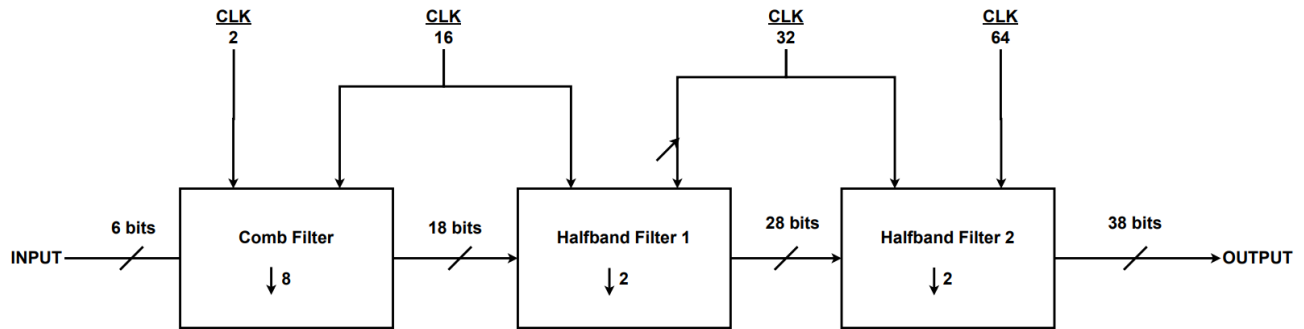 CLK
2
CLK
16
CLK
32
CLK
64
6 bits
18 bits
28 bits
38 bits
INPUT
Comb Filter
Halfband Filter 1
Halfband Filter 2
OUTPUT
8
2
2